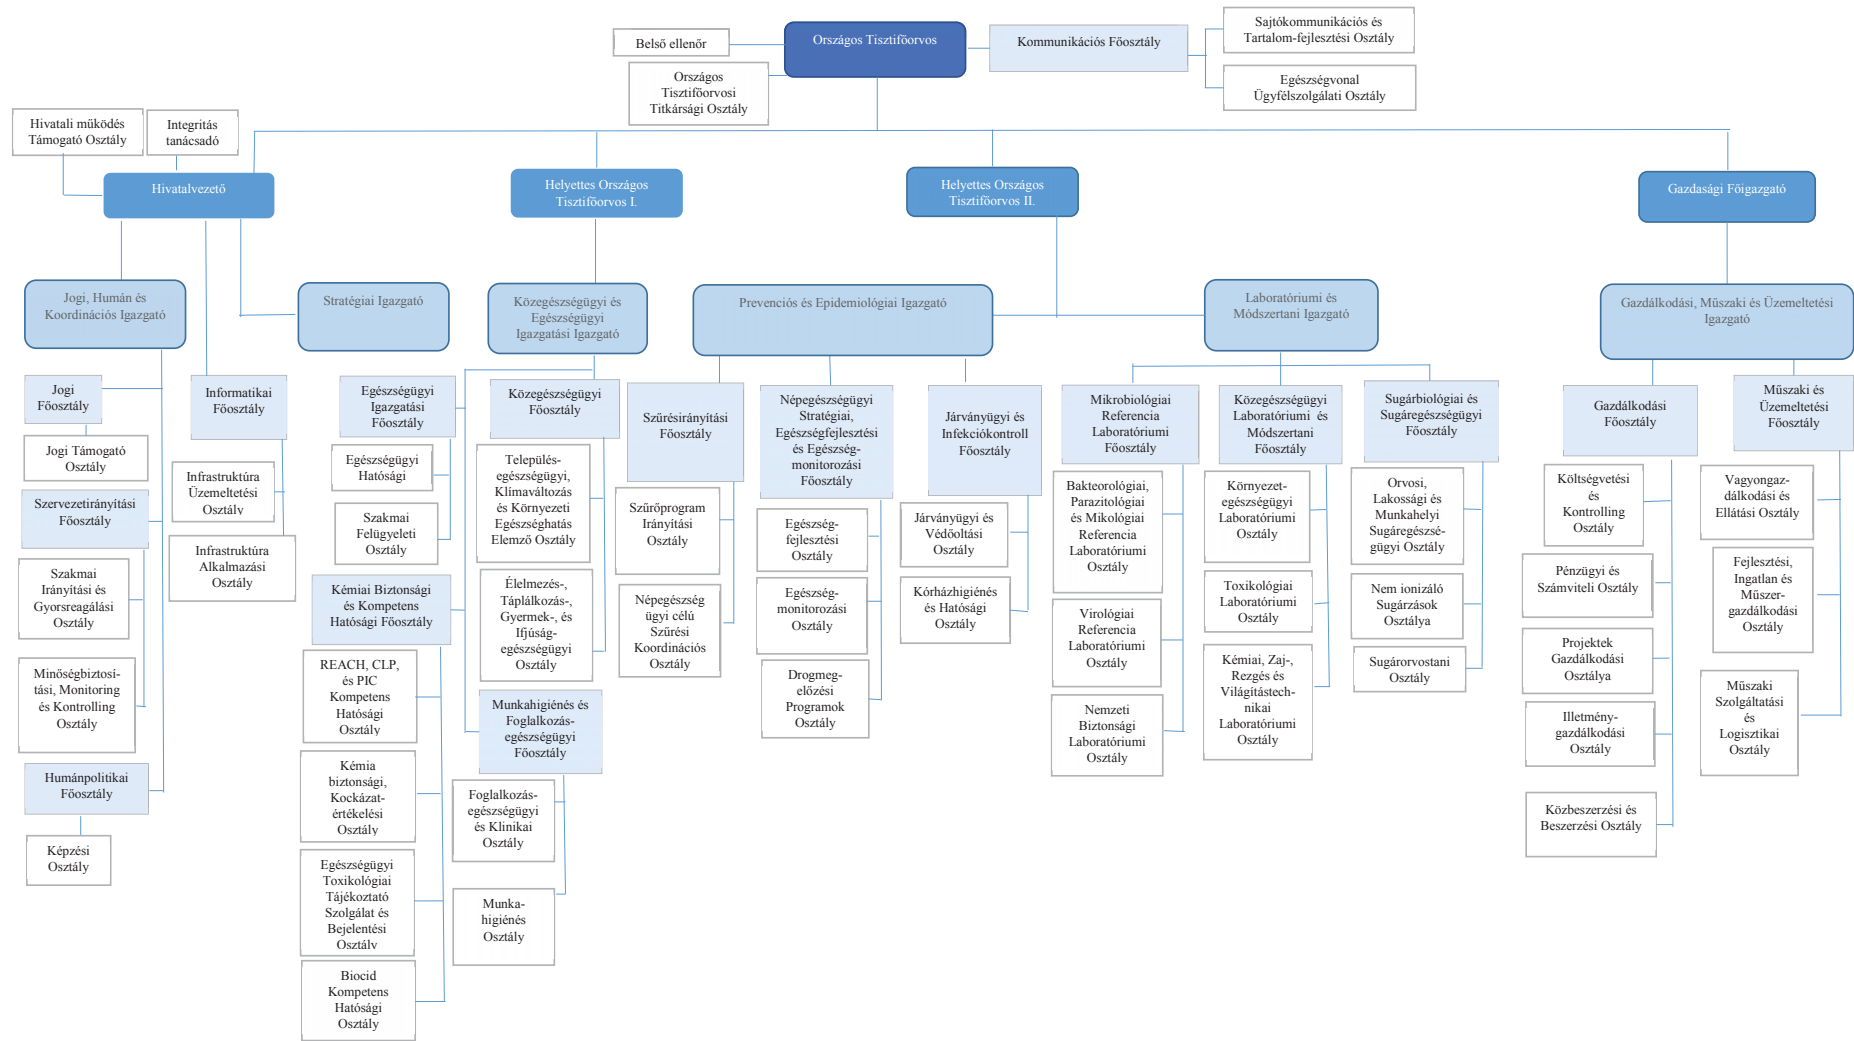 Belső ellenőr
Országos
Tisztifőorvosi
Titkársági Osztály
Országos Tisztifőorvos
Kommunikációs Főosztály
Sajtókommunikációs és
Tartalom-fejlesztési Osztály
Egészségvonal
Ügyfélszolgálati Osztály
Hivatali működés
Támogató Osztály
Integritás
tanácsadó
Hivatalvezető
Helyettes Országos
Tisztifőorvos I.
Helyettes Országos
Tisztifőorvos II.
Gazdasági Főigazgató
Jogi, Humán és
Koordinációs Igazgató
Stratégiai Igazgató
Közegészségügyi és
Egészségügyi
Igazgatási Igazgató
Prevenciós és Epidemiológiai Igazgató
Laboratóriumi és
Módszertani Igazgató
Gazdálkodási, Műszaki és Üzemeltetési
Igazgató
Jogi
Főosztály
Jogi Támogató
Osztály
Szervezetirányítási
Főosztály
Szakmai
Irányítási és
Gyorsreagálási
Osztály
Minőségbiztosí-
tási, Monitoring
és Kontrolling
Osztály
Humánpolitikai
Főosztály
Képzési
Osztály
Informatikai
Főosztály
Infrastruktúra
Üzemeltetési
Osztály
Infrastruktúra
Alkalmazási
Osztály
Egészségügyi
Igazgatási
Főosztály
Egészségügyi
Hatósági
Szakmai
Felügyeleti
Osztály
Kémiai Biztonsági
és Kompetens
Hatósági Főosztály
REACH, CLP,
és PIC
Kompetens
Hatósági
Osztály
Kémia
biztonsági,
Kockázat-
értékelési
Osztály
Egészségügyi
Toxikológiai
Tájékoztató
Szolgálat és
Bejelentési
Osztály
Biocid
Kompetens
Hatósági
Osztály
Közegészségügyi
Főosztály
Település-
egészségügyi,
Klímaváltozás
és Környezeti
Egészséghatás
Elemző Osztály
Élelmezés-,
Táplálkozás-,
Gyermek-, és
Ifjúság-
egészségügyi
Osztály
Munkahigiénés és
Foglalkozás-
egészségügyi
Főosztály
Foglalkozás-
egészségügyi
és Klinikai
Osztály
Munka-
higiénés
Osztály
Szűrésirányítási
Főosztály
Szűrőprogram
Irányítási
Osztály
Népegészség
ügyi célú
Szűrési
Koordinációs
Osztály
Népegészségügyi
Stratégiai,
Egészségfejlesztési
és Egészség-
monitorozási
Főosztály
Egészség-
fejlesztési
Osztály
Egészség-
monitorozási
Osztály
Drogmeg-
előzési
Programok
Osztály
Járványügyi és
Infekciókontroll
Főosztály
Járványügyi és
Védőoltási
Osztály
Kórházhigiénés
és Hatósági
Osztály
Mikrobiológiai
Referencia
Laboratóriumi
Főosztály
Bakteorológiai,
Parazitológiai
és Mikológiai
Referencia
Laboratóriumi
Osztály
Virológiai
Referencia
Laboratóriumi
Osztály
Nemzeti
Biztonsági
Laboratóriumi
Osztály
Közegészségügyi
Laboratóriumi és
Módszertani
Főosztály
Környezet-
egészségügyi
Laboratóriumi
Osztály
Toxikológiai
Laboratóriumi
Osztály
Kémiai, Zaj-,
Rezgés és
Világítástech-
nikai
Laboratóriumi
Osztály
Sugárbiológiai és
Sugáregészségügyi
Főosztály
Orvosi,
Lakossági és
Munkahelyi
Sugáregészsé-
gügyi Osztály
Nem ionizáló
Sugárzások
Osztálya
Sugárorvostani
Osztály
Gazdálkodási
Főosztály
Költségvetési
és
Kontrolling
Osztály
Pénzügyi és
Számviteli Osztály
Projektek
Gazdálkodási
Osztálya
Illetmény-
gazdálkodási
Osztály
Közbeszerzési és
Beszerzési Osztály
Műszaki és
Üzemeltetési
Főosztály
Vagyongaz-
dálkodási és
Ellátási Osztály
Fejlesztési,
Ingatlan és
Műszer-
gazdálkodási
Osztály
Műszaki
Szolgáltatási
és
Logisztikai
Osztály